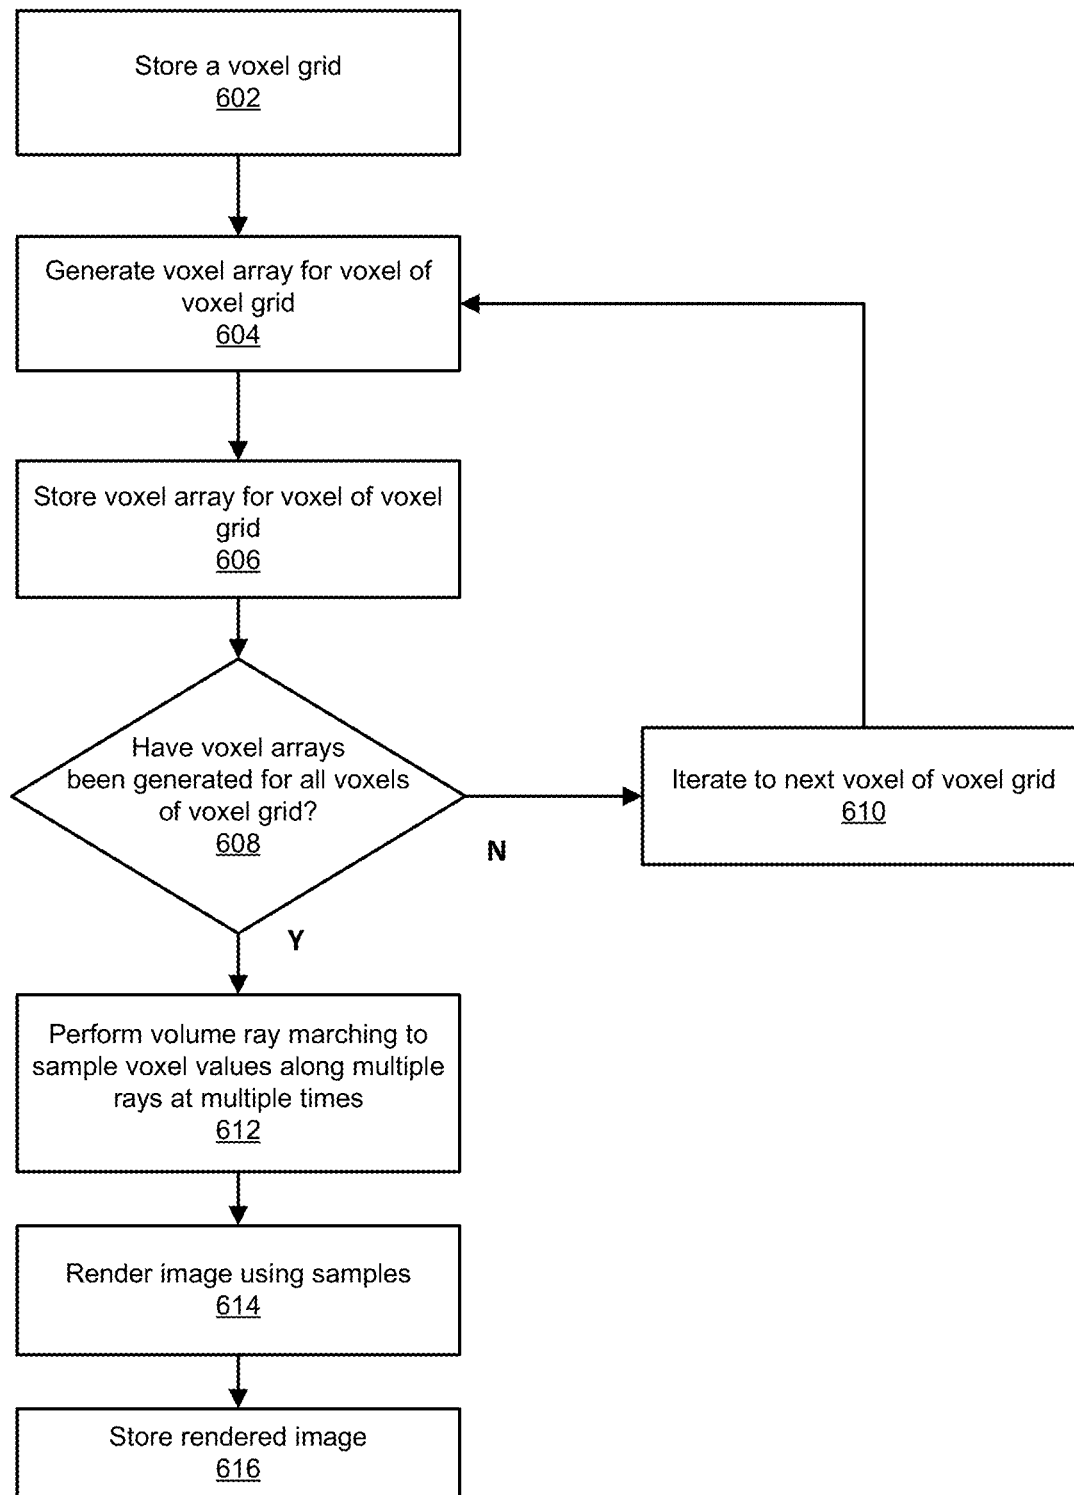 Store a voxel grid
602
Generate voxel array for voxel of
voxel grid
604
Store voxel array for voxel of voxel
grid
606
Have voxel arrays
been generated for all voxels
of voxel grid?
608
N
Iterate to next voxel of voxel grid
610
Y
Perform volume ray marching to
sample voxel values along multiple
rays at multiple times
612
Render image using samples
614
Store rendered image
616